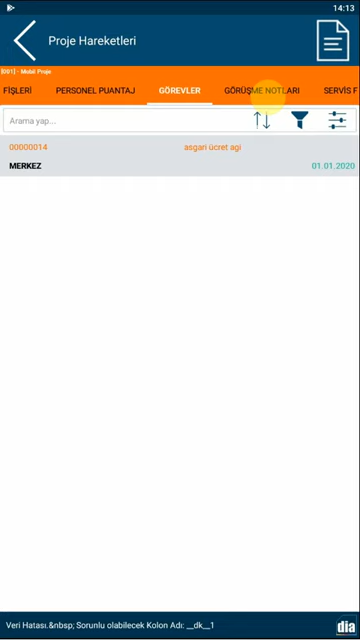 14:13
Proje Hareketleri
[001] - Mobil Proje
FİŞLERİ PERSONEL PUANTAJ GÖREVLER GÖRÜŞME NOTLARI SERVİS F
Arama yap...
00000014 asgari ücret agi
MERKEZ 01.01.2020
Veri Hatası.&nbsp; Sorunlu olabilecek Kolon Adı: __dk__1
dia